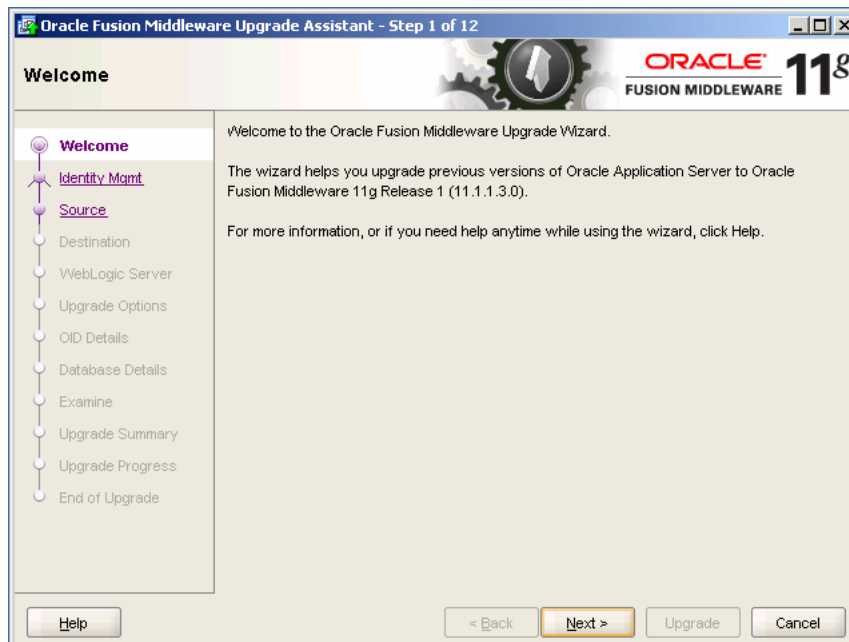 Oracle Fusion Middleware Upgrade Assistant - Step 1 of 12
Welcome
ORACLE
FUSION MIDDLEWARE
11g
Welcome
Identity Mgmt
Source
Destination
WebLogic Server
Upgrade Options
OID Details
Database Details
Examine
Upgrade Summary
Upgrade Progress
End of Upgrade
Welcome to the Oracle Fusion Middleware Upgrade Wizard.
The wizard helps you upgrade previous versions of Oracle Application Server to Oracle
Fusion Middleware 11g Release 1 (11.1.1.3.0).
For more information, or if you need help anytime while using the wizard, click Help.
Help
< Back
Next >
Upgrade
Cancel